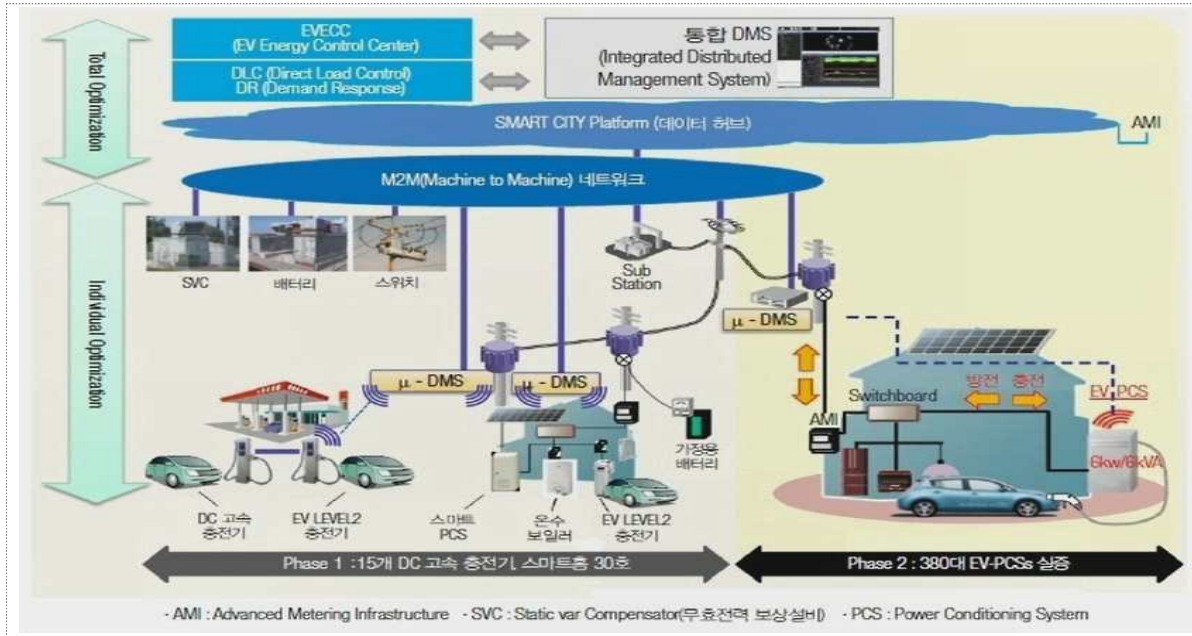 EVECC
(EV Energy Control Center)
DLC (Direct Load Control)
DR (Demand Response)
통합 DMS
(Integrated Distributed
Management System)
Total Optimization
SMART CITY Platform (데이터 허브)
AMI
M2M(Machine to Machine) 네트워크
SVC
배터리
스위치
Sub
Station
Individual Optimization
μ - DMS
μ - DMS
μ - DMS
방전 충전
Switchboard
EV PCS
AMI
6kw/6kVA
가정용
배터리
DC 고속
충전기
EV LEVEL2
충전기
스마트
PCS
온수
보일러
EV LEVEL2
충전기
Phase 1 : 15개 DC 고속 충전기, 스마트홈 30호
Phase 2 : 380대 EV-PCSs 실증
· AMI : Advanced Metering Infrastructure · SVC : Static var Compensator(무효전력 보상설비) · PCS : Power Conditioning System